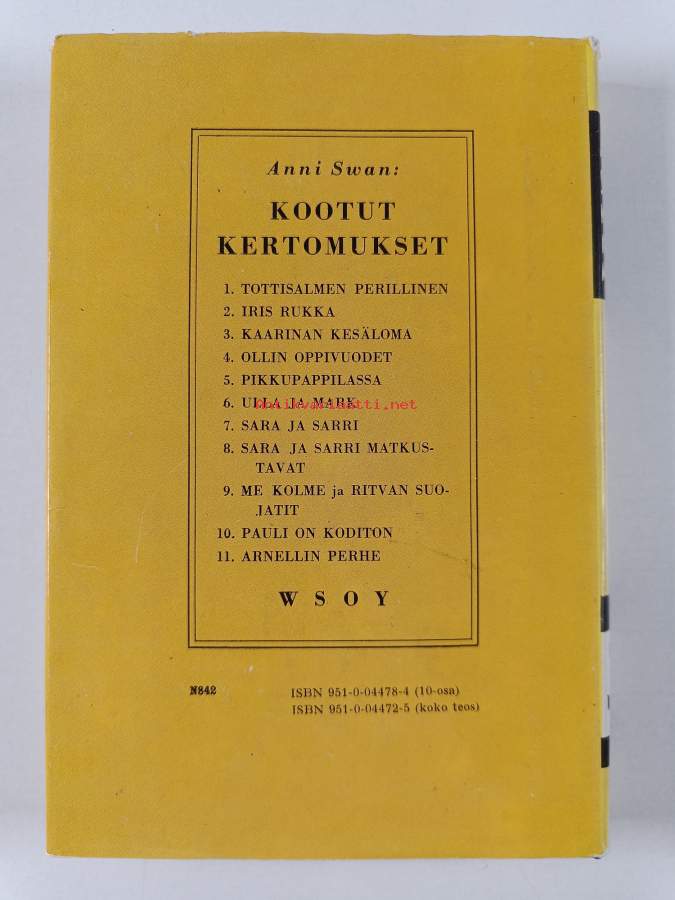 Anni Swan:
KOOTUT
KERTOMUKSET
1. TOTTISALMEN PERILLINEN
2. IRIS RUKKA
3. KAARINAN KESÄLOMA
4. OLLIN OPPIVUODET
5. PIKKUPAPPILASSA
6. ULLA JA MARK
Antikvariaatti.net
7. SARA JA SARRI
8. SARA JA SARRI MATKUS-
TAVAT
9. ME KOLME ja RITVAN SUO-
JATIT
10. PAULI ON KODITON
11. ARNELLIN PERHE
WSOY
N842
ISBN 951-0-04478-4 (10-osa)
ISBN 951-0-04472-5 (koko teos)